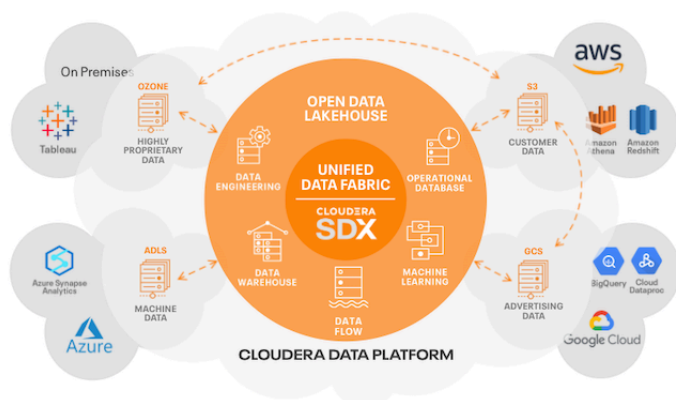 On Premises
Tableau
OZONE
HIGHLY
PROPRIETARY
DATA
OPEN DATA
LAKEHOUSE
DATA
ENGINEERING
UNIFIED
DATA FABRIC
CLOUDERA
SDX
OPERATIONAL
DATABASE
DATA
WAREHOUSE
MACHINE
LEARNING
DATA
FLOW
S3
CUSTOMER
DATA
aws
Amazon
Athena
Amazon
Redshift
Azure Synapse
Analytics
Azure
ADLS
MACHINE
DATA
GCS
ADVERTISING
DATA
BigQuery
Cloud
Dataproc
Google Cloud
CLOUDERA DATA PLATFORM